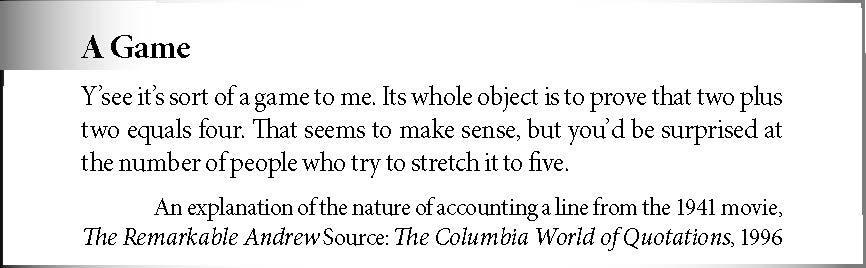 A Game
Y’see it’s sort of a game to me. Its whole object is to prove that two plus
two equals four. That seems to make sense, but you’d be surprised at
the number of people who try to stretch it to five.
An explanation of the nature of accounting a line from the 1941 movie,
The Remarkable Andrew Source: The Columbia World of Quotations, 1996